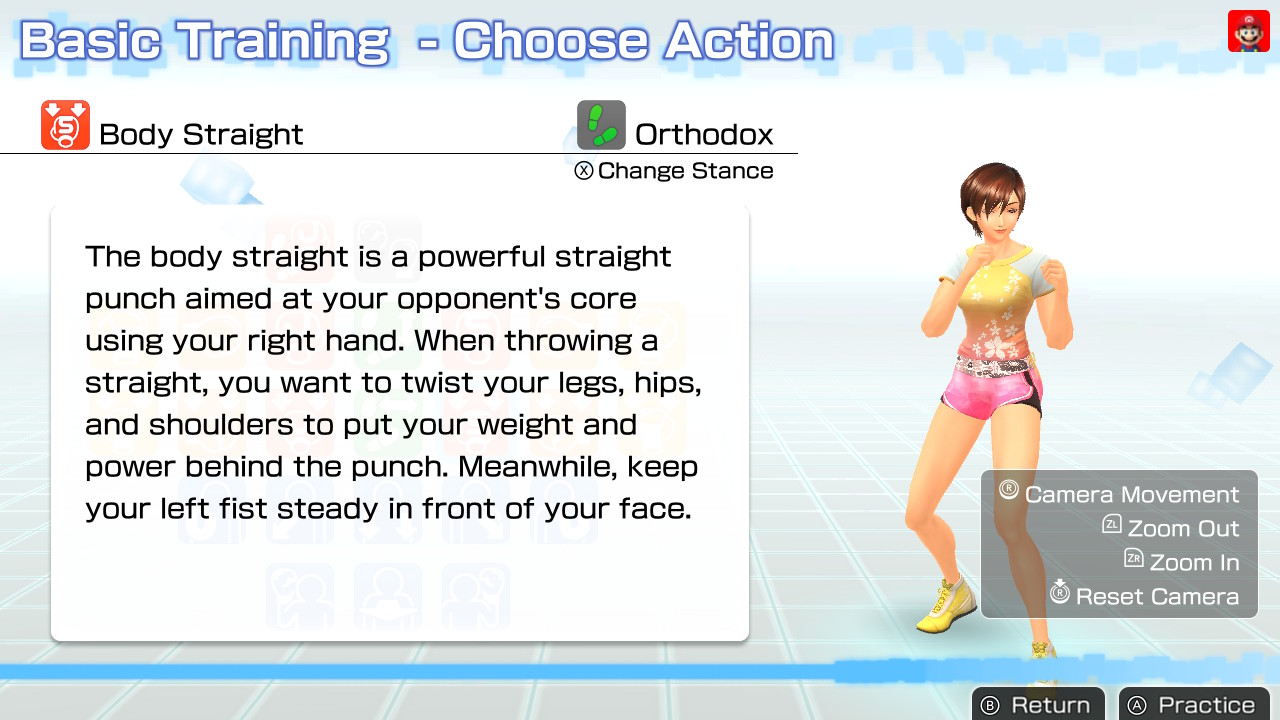 Basic Training - Choose Action
Body Straight
Orthodox
X Change Stance
The body straight is a powerful straight
punch aimed at your opponent's core
using your right hand. When throwing a
straight, you want to twist your legs, hips,
and shoulders to put your weight and
power behind the punch. Meanwhile, keep
your left fist steady in front of your face.
R Camera Movement
ZL Zoom Out
ZR Zoom In
R Reset Camera
B Return
A Practice